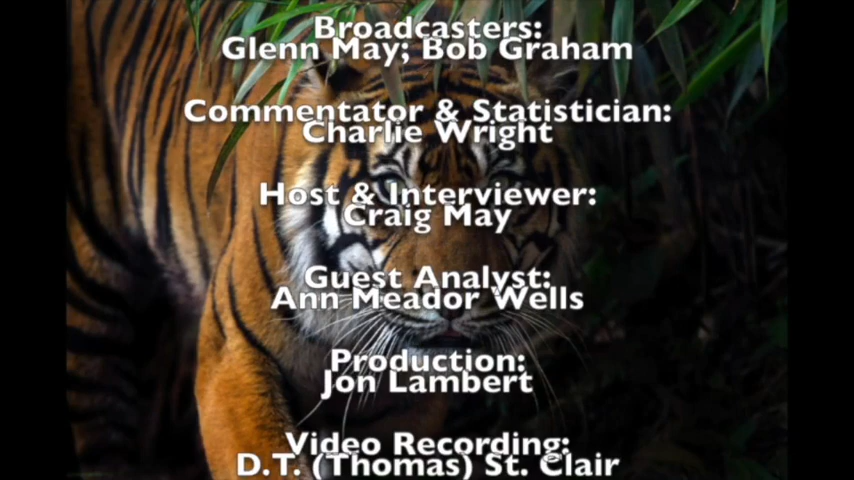 Broadcasters:
Glenn May; Bob Graham
Commentator & Statistician:
Charlie Wright
Host & Interviewer:
Craig May
Guest Analyst:
Ann Meador Wells
Production:
Jon Lambert
Video Recording:
D.T. (Thomas) St. Clair